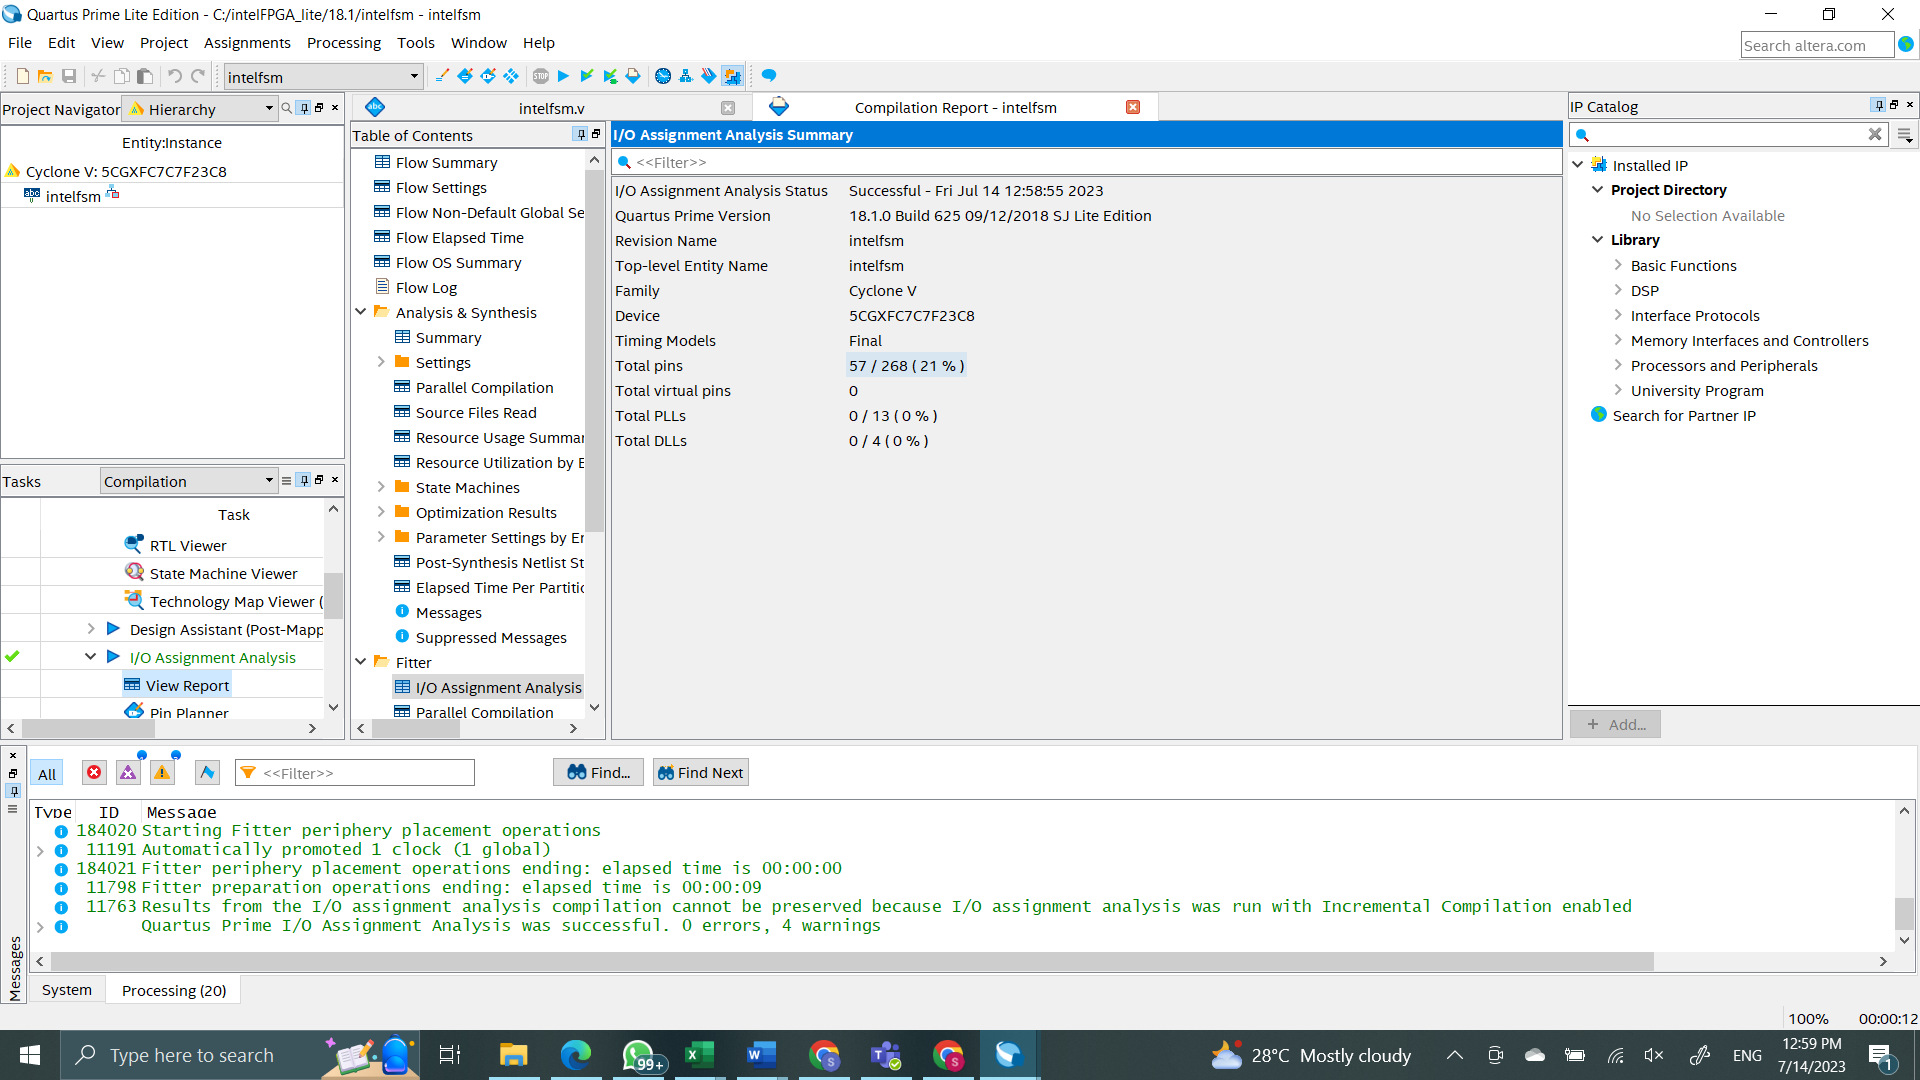 Quartus Prime Lite Edition - C:/intelFPGA_lite/18.1/intelfsm - intelfsm
File Edit View Project Assignments Processing Tools Window Help
Search altera.com
intelfsm
Project Navigator Hierarchy
Entity:Instance
Cyclone V: 5CGXFC7C7F23C8
intelfsm
Tasks Compilation
Task
RTL Viewer
State Machine Viewer
Technology Map Viewer (
Design Assistant (Post-Mapp
I/O Assignment Analysis
View Report
Pin Planner
intelfsm.v
Compilation Report - intelfsm
Table of Contents
Flow Summary
Flow Settings
Flow Non-Default Global Se
Flow Elapsed Time
Flow OS Summary
Flow Log
Analysis & Synthesis
Summary
Settings
Parallel Compilation
Source Files Read
Resource Usage Summar
Resource Utilization by E
State Machines
Optimization Results
Parameter Settings by Er
Post-Synthesis Netlist St
Elapsed Time Per Partitio
Messages
Suppressed Messages
Fitter
I/O Assignment Analysis
Parallel Compilation
I/O Assignment Analysis Summary
<<Filter>>
I/O Assignment Analysis Status Successful - Fri Jul 14 12:58:55 2023
Quartus Prime Version 18.1.0 Build 625 09/12/2018 SJ Lite Edition
Revision Name intelfsm
Top-level Entity Name intelfsm
Family Cyclone V
Device 5CGXFC7C7F23C8
Timing Models Final
Total pins 57 / 268 ( 21 % )
Total virtual pins 0
Total PLLs 0 / 13 ( 0 % )
Total DLLs 0 / 4 ( 0 % )
IP Catalog
Installed IP
Project Directory
No Selection Available
Library
Basic Functions
DSP
Interface Protocols
Memory Interfaces and Controllers
Processors and Peripherals
University Program
Search for Partner IP
+ Add...
All <<Filter>> Find... Find Next
Type ID Message
184020 Starting Fitter periphery placement operations
11191 Automatically promoted 1 clock (1 global)
184021 Fitter periphery placement operations ending: elapsed time is 00:00:00
11798 Fitter preparation operations ending: elapsed time is 00:00:09
11763 Results from the I/O assignment analysis compilation cannot be preserved because I/O assignment analysis was run with Incremental Compilation enabled
Quartus Prime I/O Assignment Analysis was successful. 0 errors, 4 warnings
Messages
System Processing (20)
100% 00:00:12
Type here to search
99+
28°C Mostly cloudy
ENG
12:59 PM
7/14/2023
1